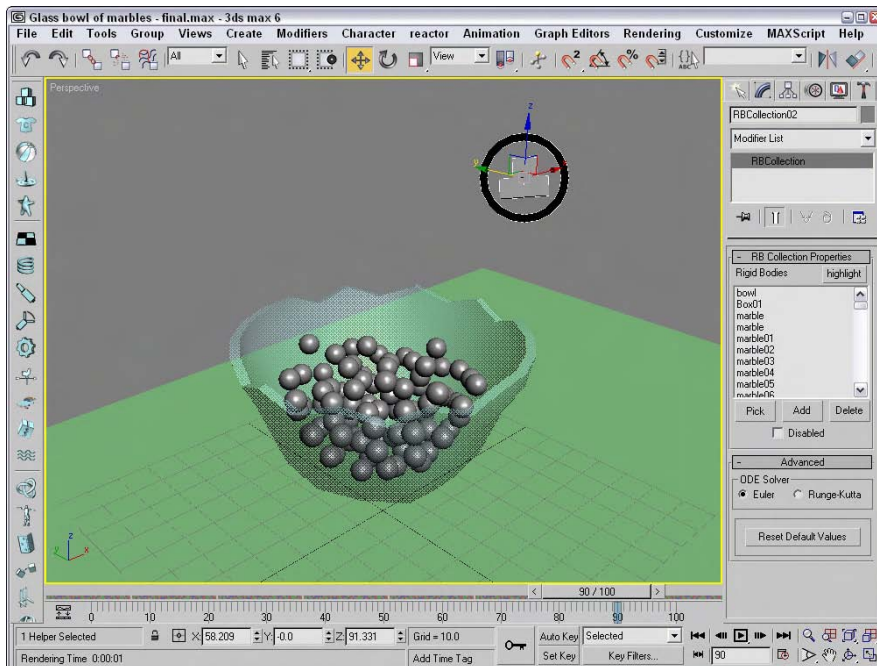 Glass bowl of marbles - final.max - 3ds max 6
File Edit Tools Group Views Create Modifiers Character reactor Animation Graph Editors Rendering Customize MAXScript Help
All
View
Perspective
z
y
x
RBCollection02
Modifier List
RBCollection
- RB Collection Properties
Rigid Bodies highlight
bowl
Box01
marble
marble
marble01
marble02
marble03
marble04
marble05
marble06
Pick Add Delete
Disabled
- Advanced
ODE Solver
Euler Runge-Kutta
Reset Default Values
z
y x
< 90 / 100 >
0 10 20 30 40 50 60 70 80 90 100
1 Helper Selected X: 58.209 Y: -0.0 Z: 91.331 Grid = 10.0 Auto Key Selected
Rendering Time 0:00:01 Add Time Tag Set Key Key Filters... 90